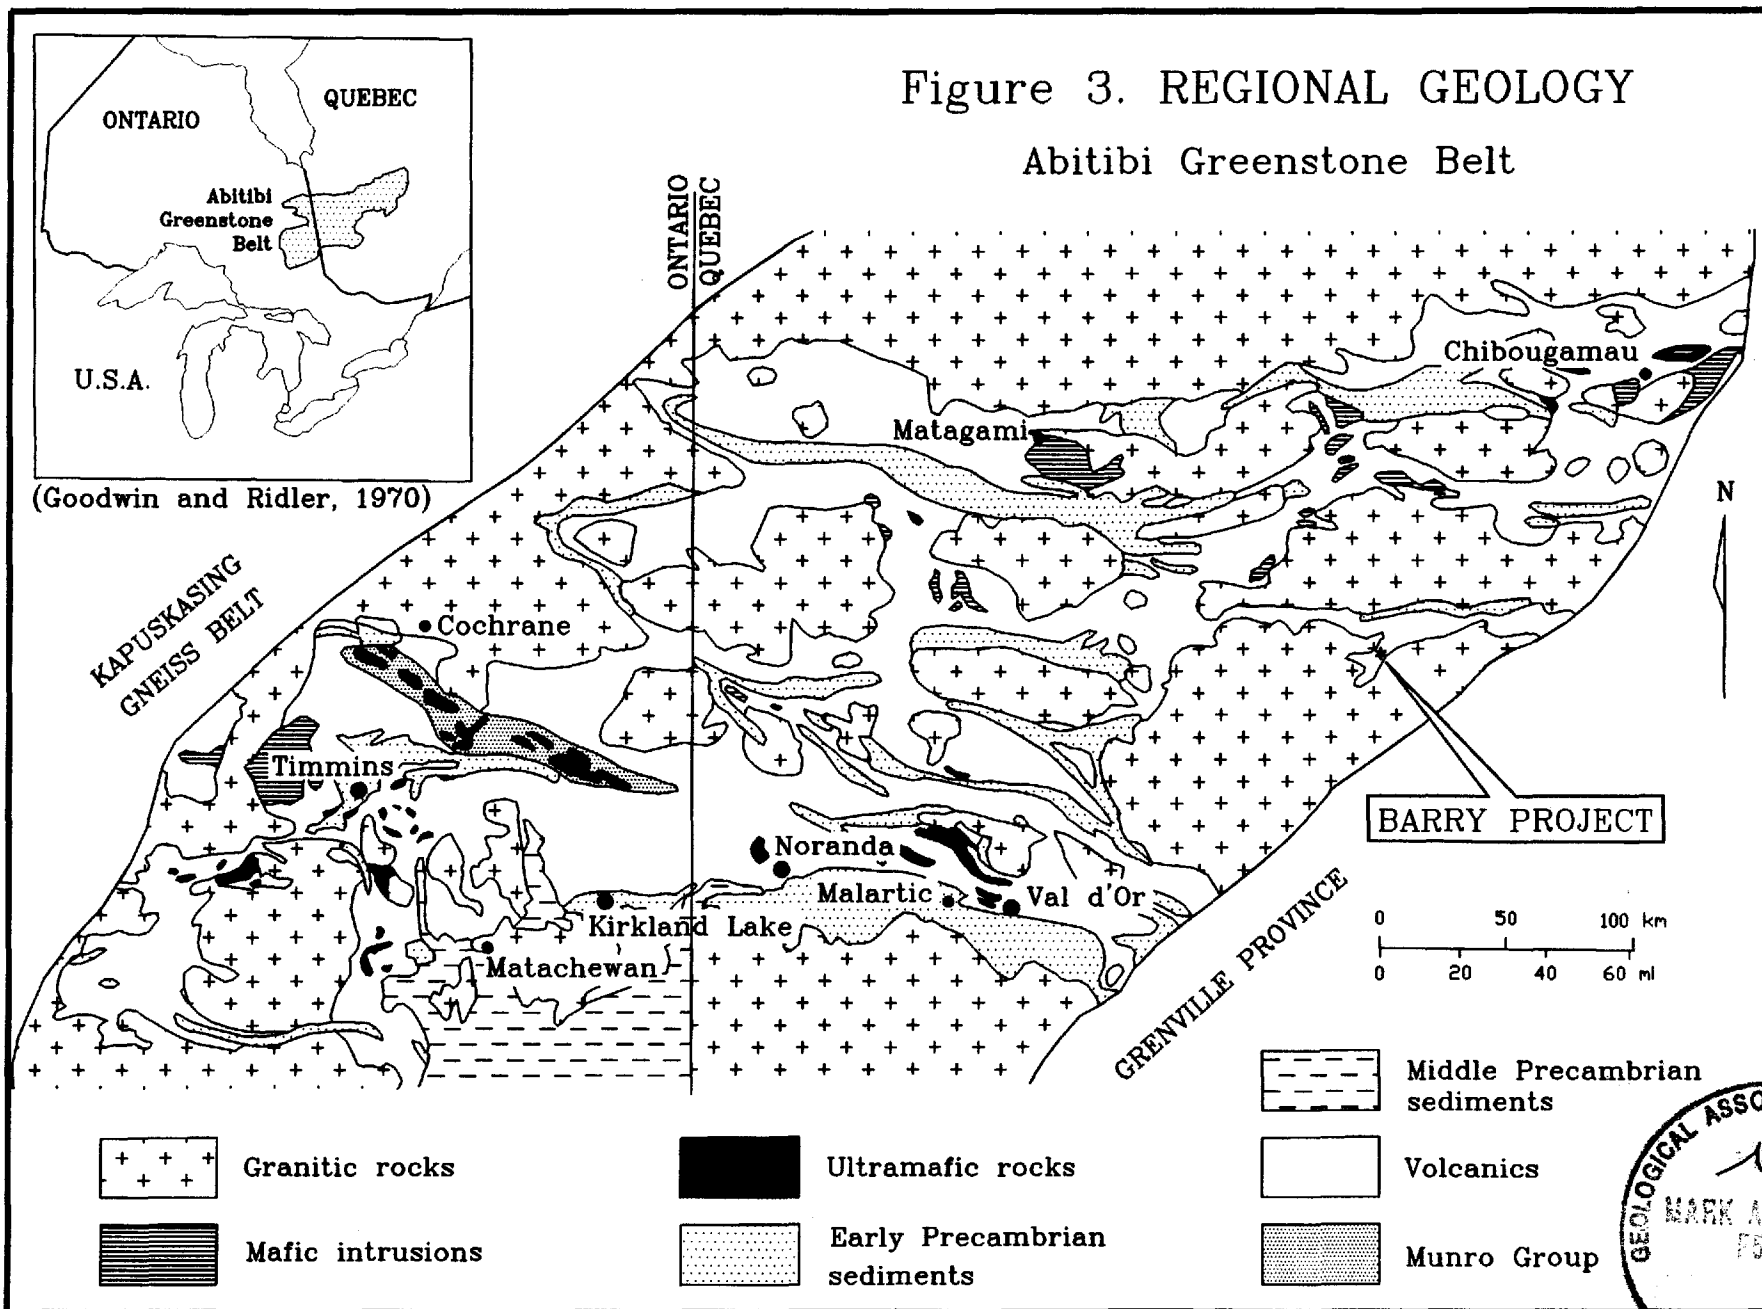 Figure 3. REGIONAL GEOLOGY
Abitibi Greenstone Belt
ONTARIO
QUEBEC
Abitibi
Greenstone
Belt
U.S.A.
(Goodwin and Ridler, 1970)
ONTARIO
QUEBEC
Chibougamau
Matagami
N
KAPUSKASING
GNEISS BELT
Cochrane
Timmins
BARRY PROJECT
Noranda
Malartic
Val d'Or
Kirkland Lake
Matachewan
GRENVILLE PROVINCE
0 50 100 km
0 20 40 60 ml
Granitic rocks
Mafic intrusions
Ultramafic rocks
Early Precambrian
sediments
Middle Precambrian
sediments
Volcanics
Munro Group
GEOLOGICAL ASSO
MARK A